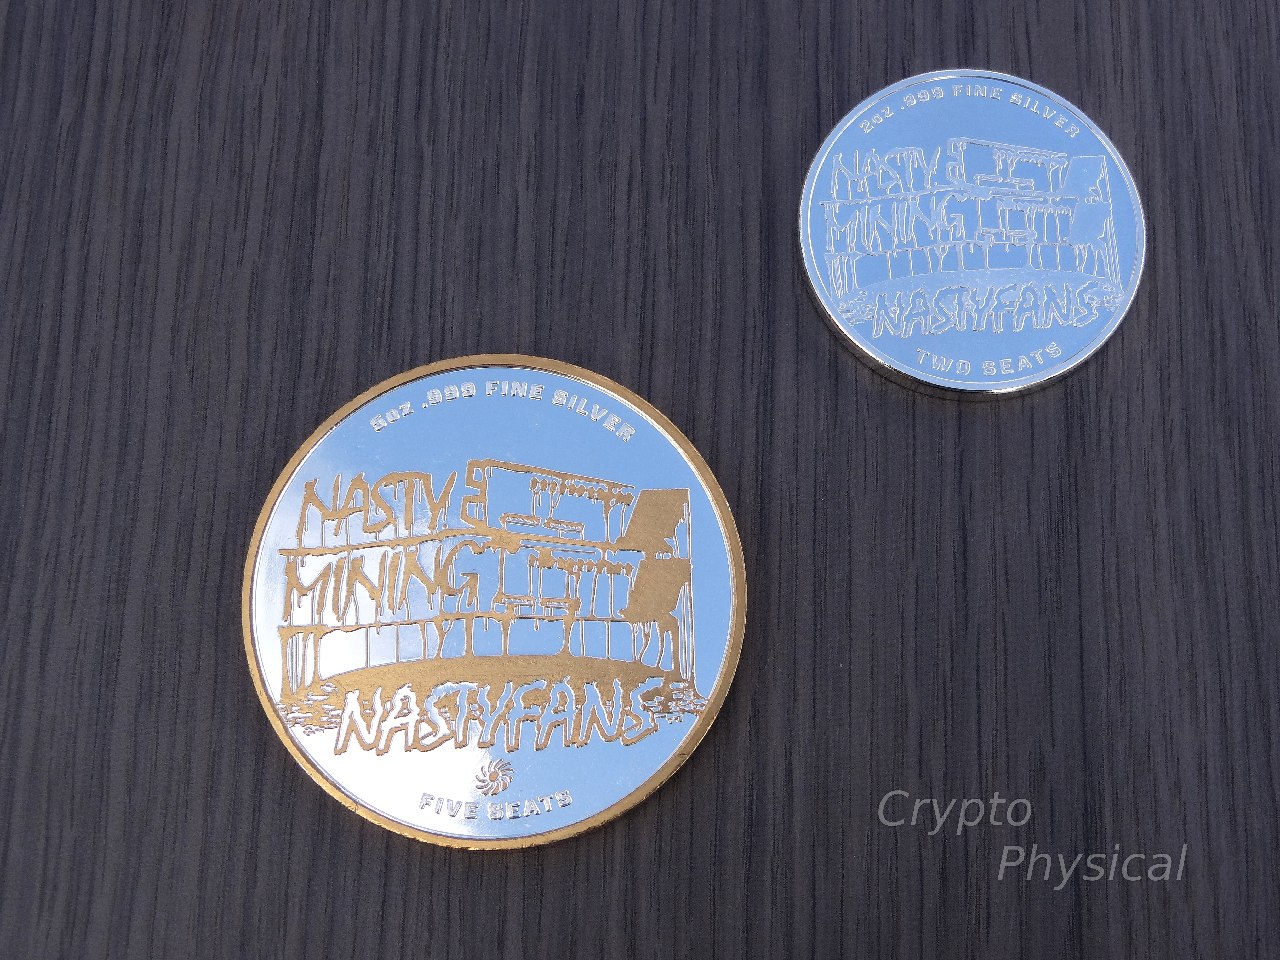 2oz .999 FINE SILVER
NASTY
MINING
NASTYFANS
TWO SEATS
5oz .999 FINE SILVER
NASTY
MINING
NASTYFANS
FIVE SEATS
Crypto
Physical